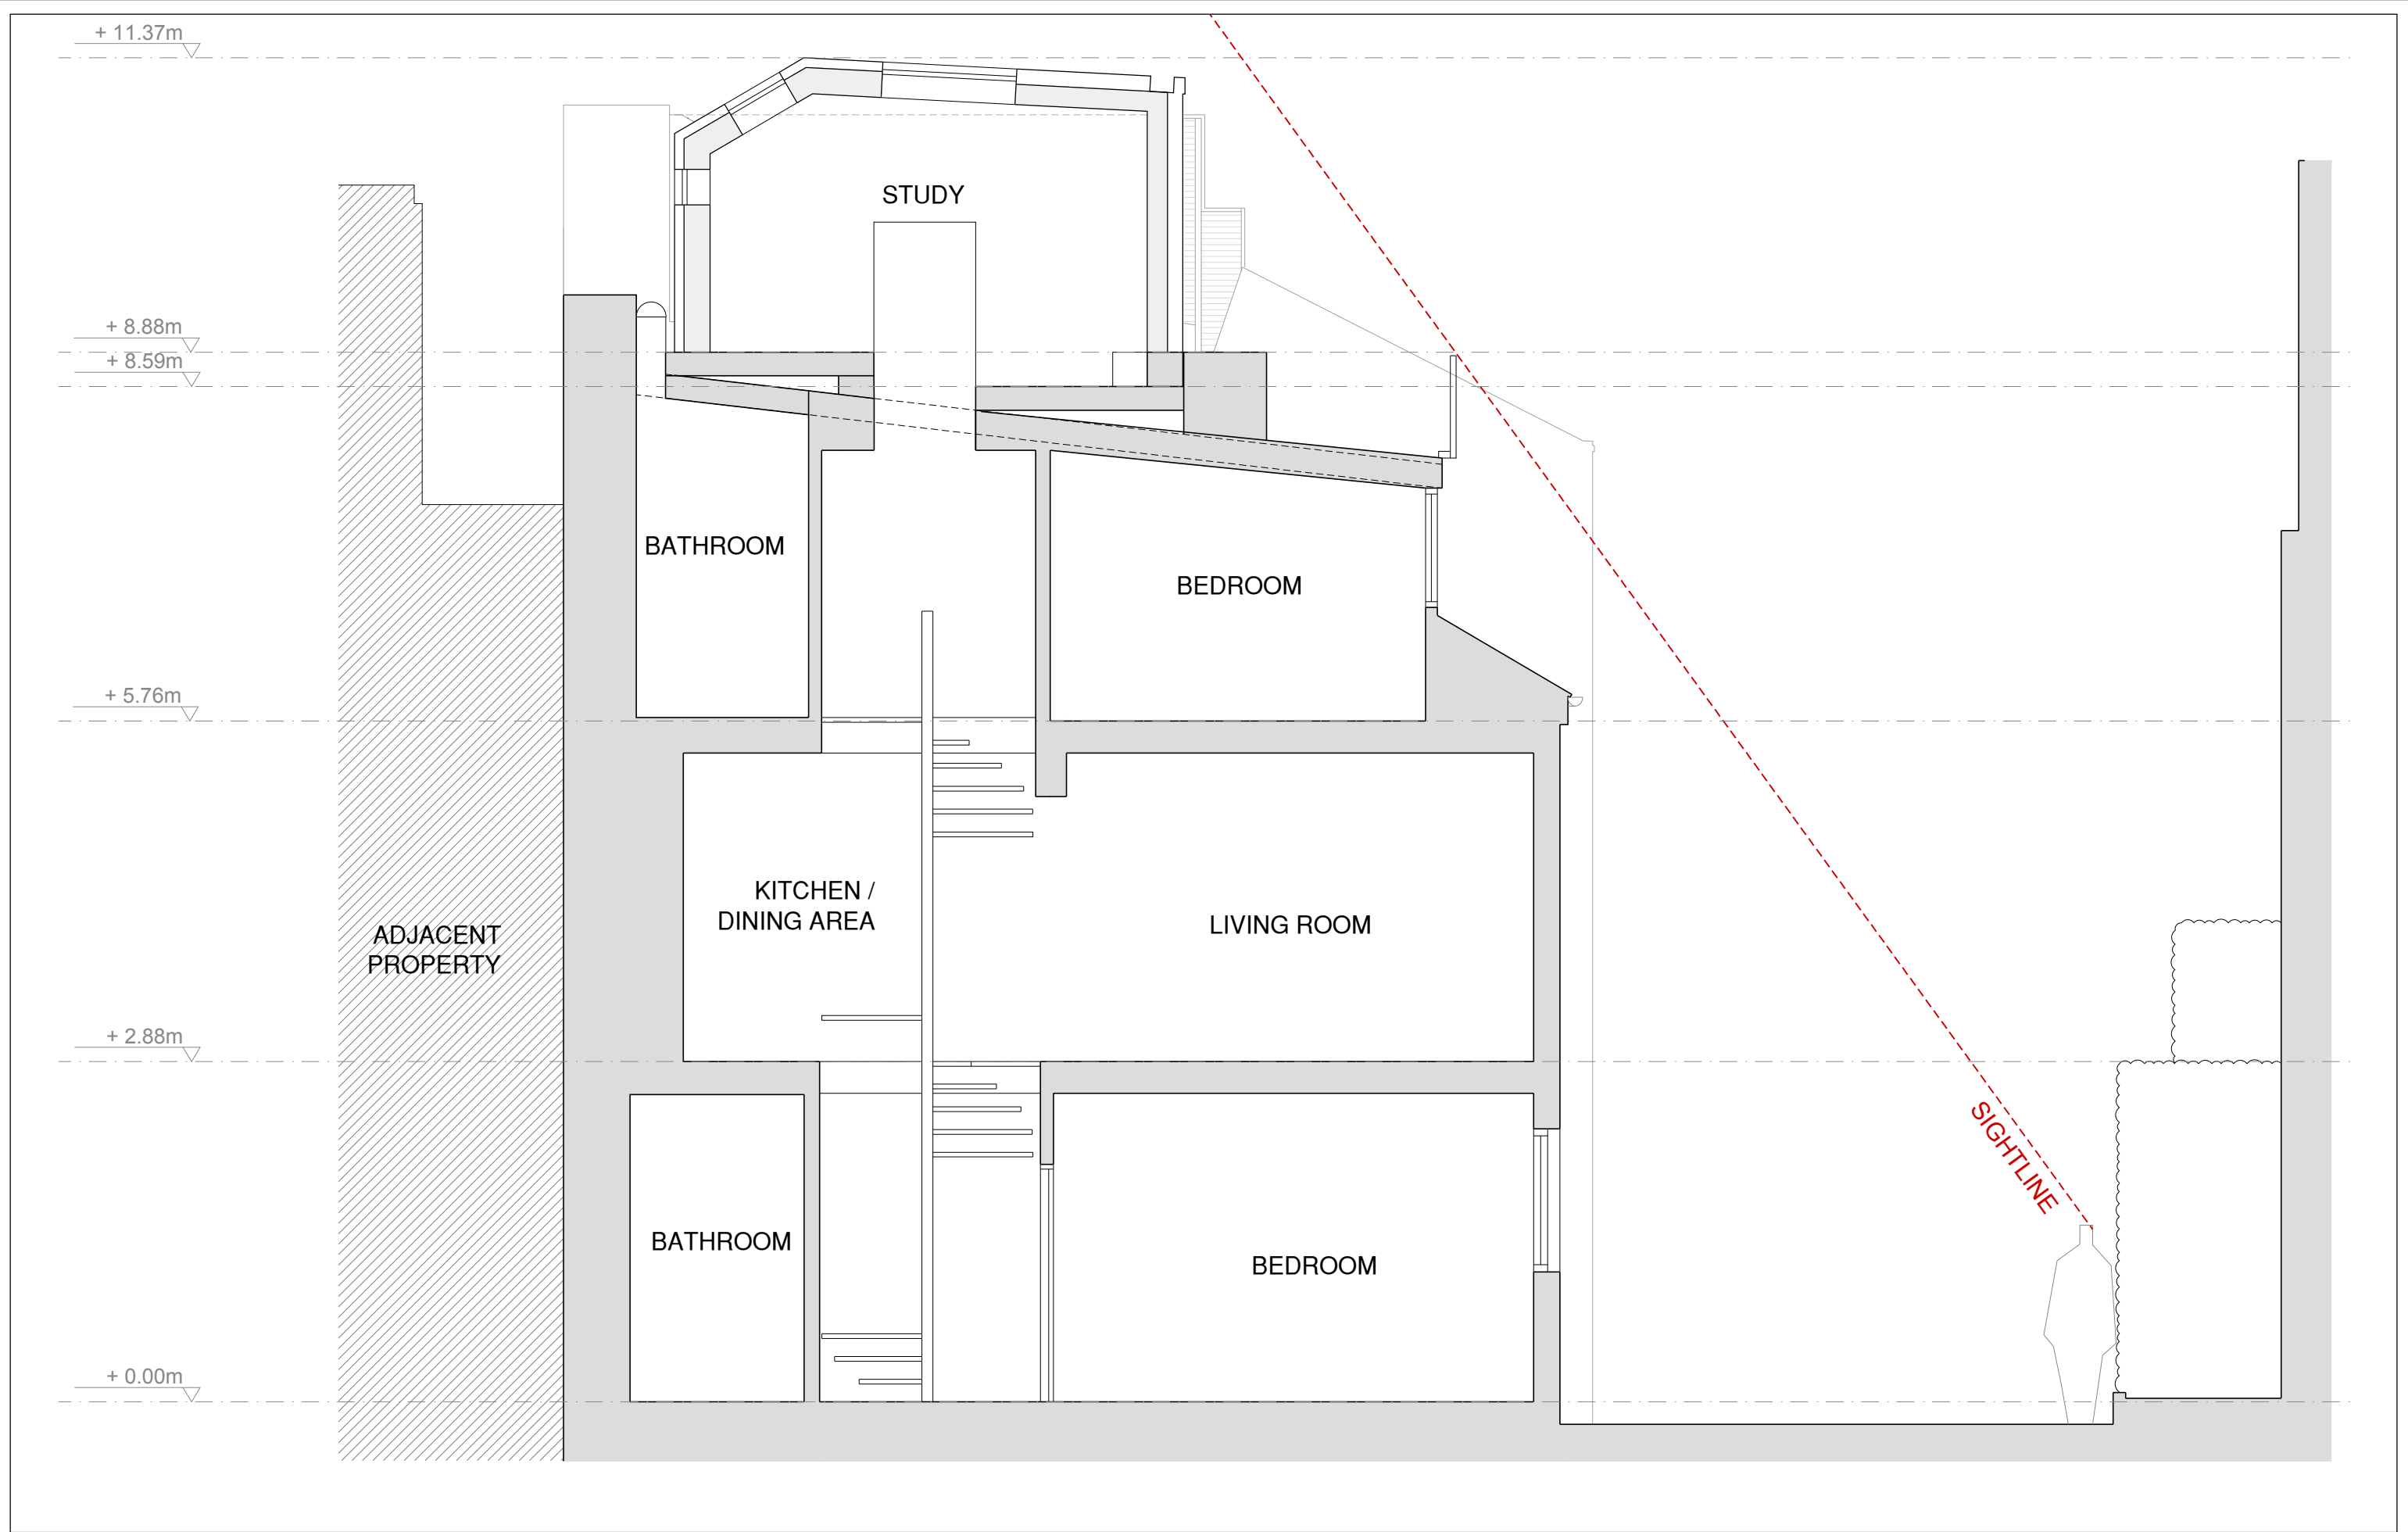 + 11.37m
STUDY
+ 8.88m
+ 8.59m
BATHROOM
BEDROOM
+ 5.76m
KITCHEN /
DINING AREA
LIVING ROOM
ADJACENT
PROPERTY
+ 2.88m
SIGHTLINE
BATHROOM
BEDROOM
+ 0.00m